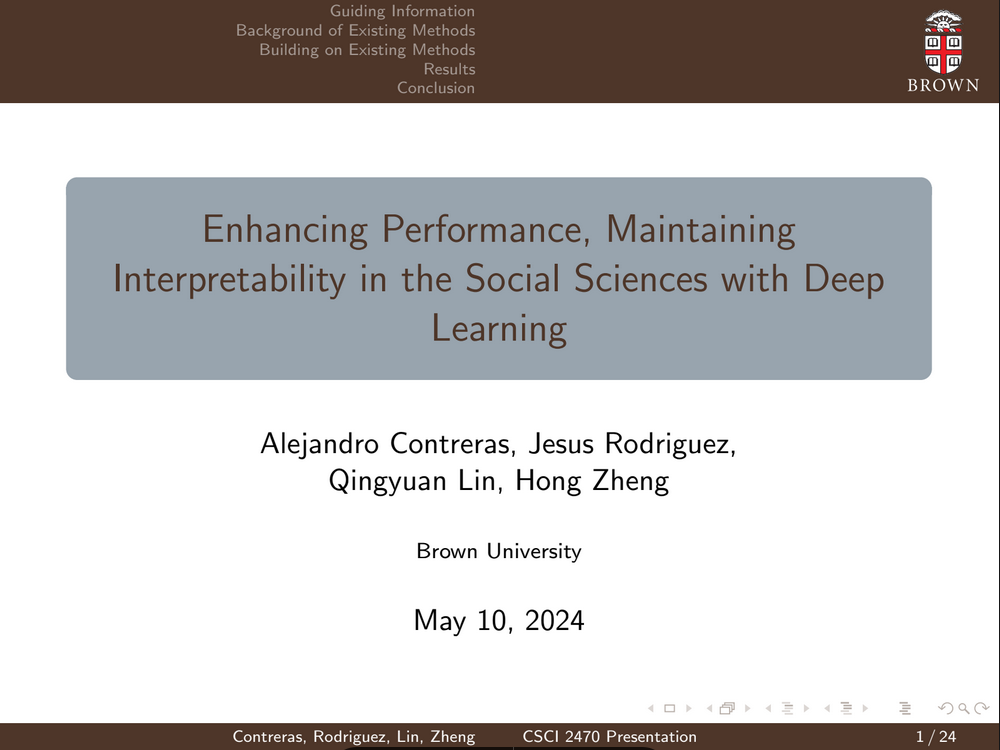 Guiding Information
Background of Existing Methods
Building on Existing Methods
Results
Conclusion
BROWN
Enhancing Performance, Maintaining
Interpretability in the Social Sciences with Deep
Learning
Alejandro Contreras, Jesus Rodriguez,
Qingyuan Lin, Hong Zheng
Brown University
May 10, 2024
Contreras, Rodriguez, Lin, Zheng
CSCI 2470 Presentation
1 / 24